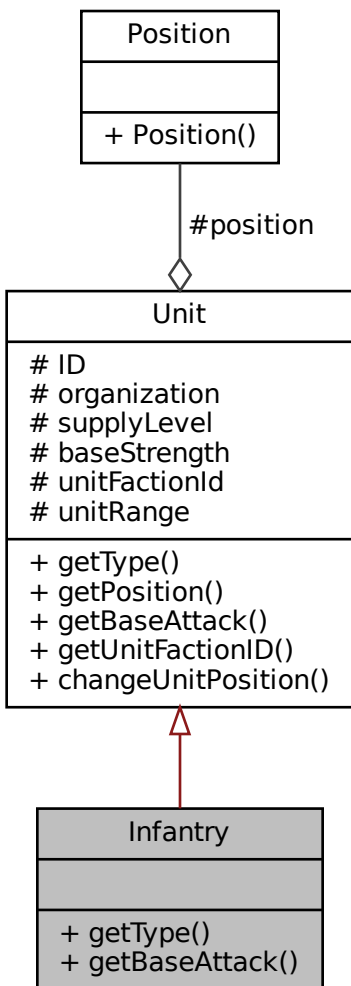 Position
+ Position()
#position
Unit
# ID
# organization
# supplyLevel
# baseStrength
# unitFactionId
# unitRange
+ getType()
+ getPosition()
+ getBaseAttack()
+ getUnitFactionID()
+ changeUnitPosition()
Infantry
+ getType()
+ getBaseAttack()